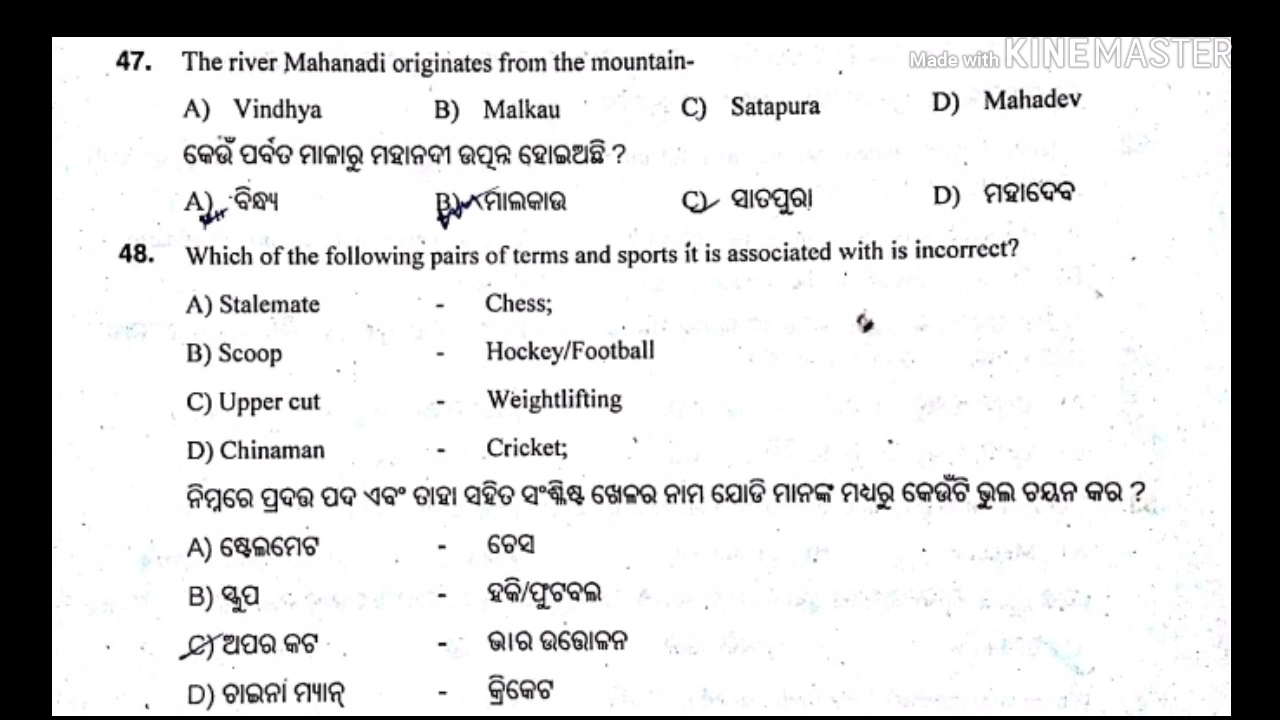 Made with KINEMASTER
47. The river Mahanadi originates from the mountain-
A) Vindhya B) Malkau C) Satapura D) Mahadev
କେଉଁ ପର୍ବତ ମାଳାରୁ ମହାନଦୀ ଉତ୍ପନ୍ନ ହୋଇଅଛି ?
A) ବିନ୍ଧ୍ୟ B) ମାଲକାଉ C) ସାତପୁରା D) ମହାଦେବ
48. Which of the following pairs of terms and sports it is associated with is incorrect?
A) Stalemate - Chess;
B) Scoop - Hockey/Football
C) Upper cut - Weightlifting
D) Chinaman - Cricket;
ନିମ୍ନରେ ପ୍ରଦତ୍ତ ପଦ ଏବଂ ତାହା ସହିତ ସଂଶ୍ଳିଷ୍ଟ ଖେଳର ନାମ ଯୋଡି ମାନଙ୍କ ମଧ୍ୟରୁ କେଉଁଟି ଭୁଲ ଚୟନ କର ?
A) ଷ୍ଟେଲମେଟ - ଚେସ
B) ସ୍କୁପ - ହକି/ଫୁଟବଲ
C) ଅପର କଟ - ଭାର ଉତ୍ତୋଳନ
D) ଚାଇନା ମ୍ୟାନ୍ - କ୍ରିକେଟ